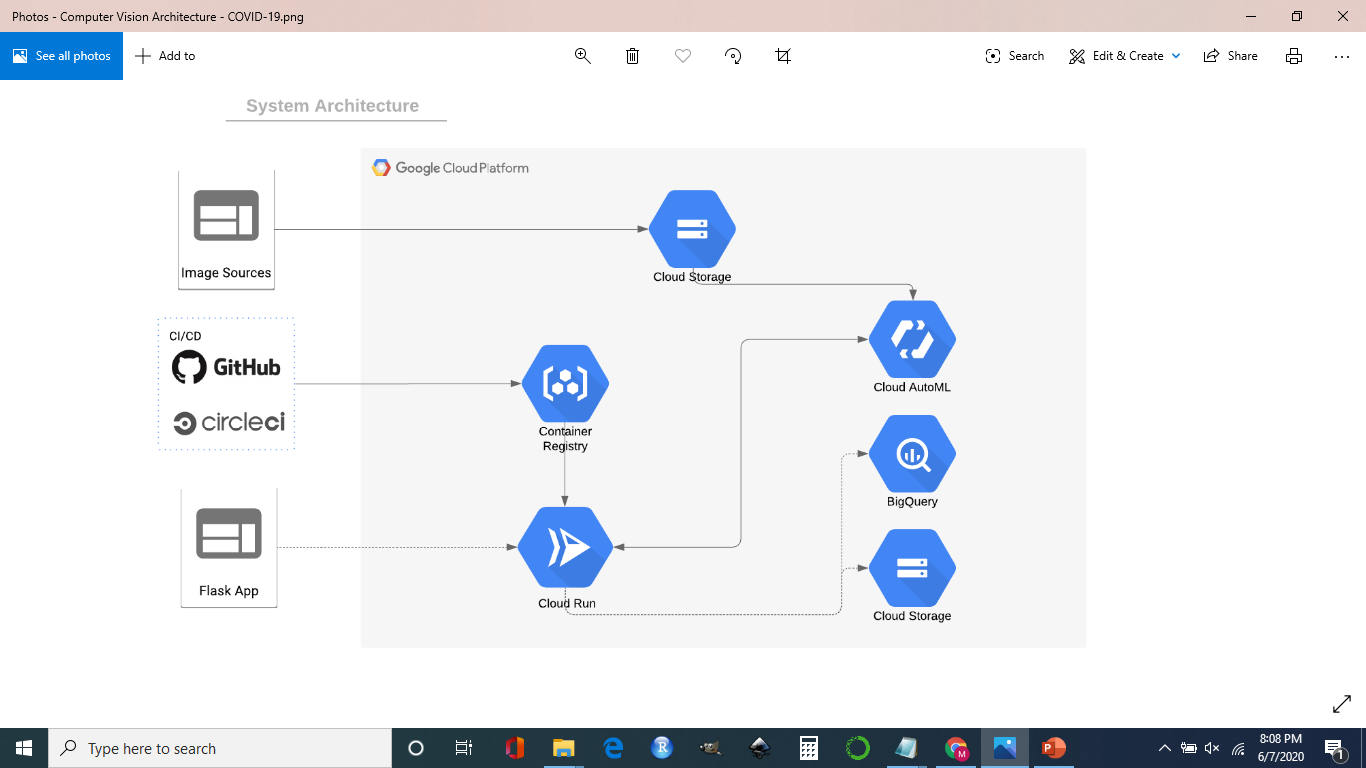 Photos - Computer Vision Architecture - COVID-19.png
See all photos
Add to
Search
Edit & Create
Share
System Architecture
Google Cloud Platform
Image Sources
Cloud Storage
CI/CD
GitHub
circleci
Container
Registry
Cloud AutoML
BigQuery
Flask App
Cloud Run
Cloud Storage
Type here to search
R
M
P
8:08 PM
6/7/2020
1